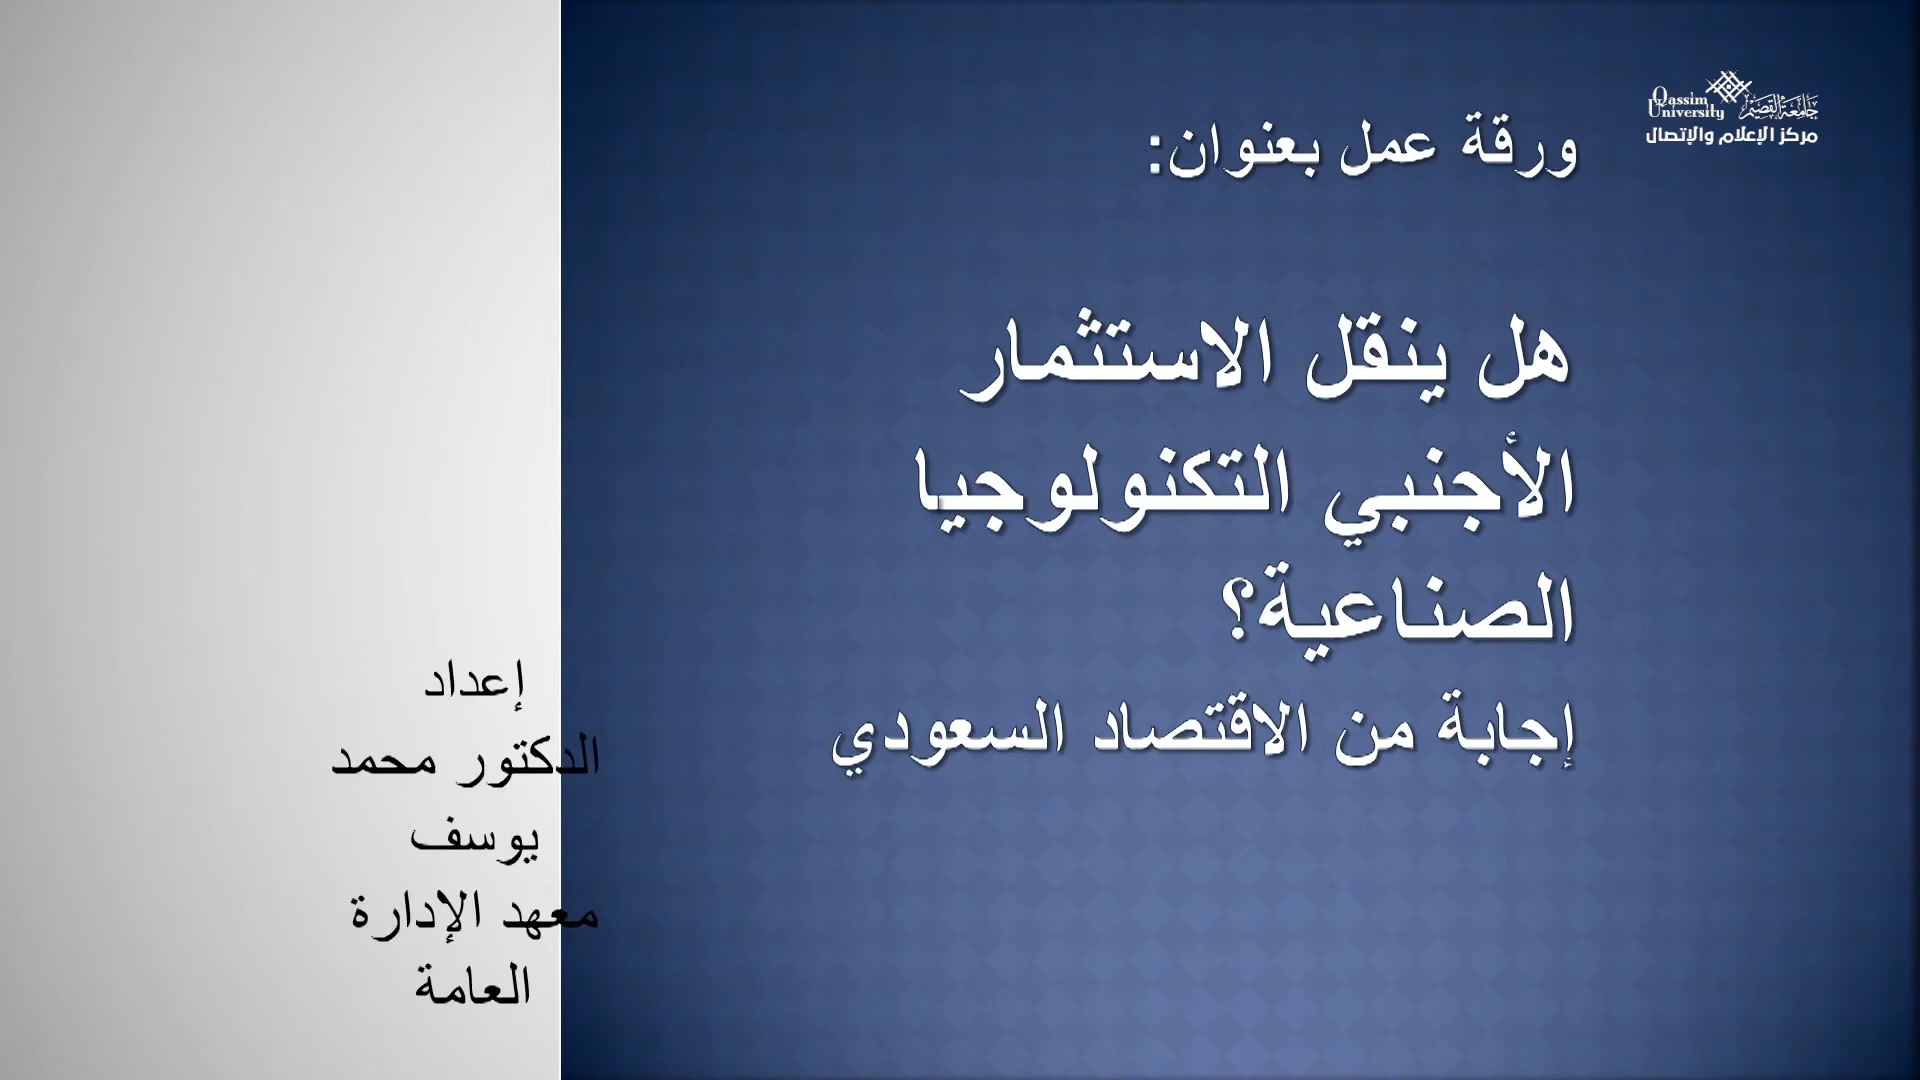 Qassim
University
جامعة القصيم
مركز الإعلام والإتصال
ورقة عمل بعنوان:
هل ينقل الاستثمار
الأجنبي التكنولوجيا
الصناعية؟
إجابة من الاقتصاد السعودي
إعداد
الدكتور محمد
يوسف
معهد الإدارة
العامة